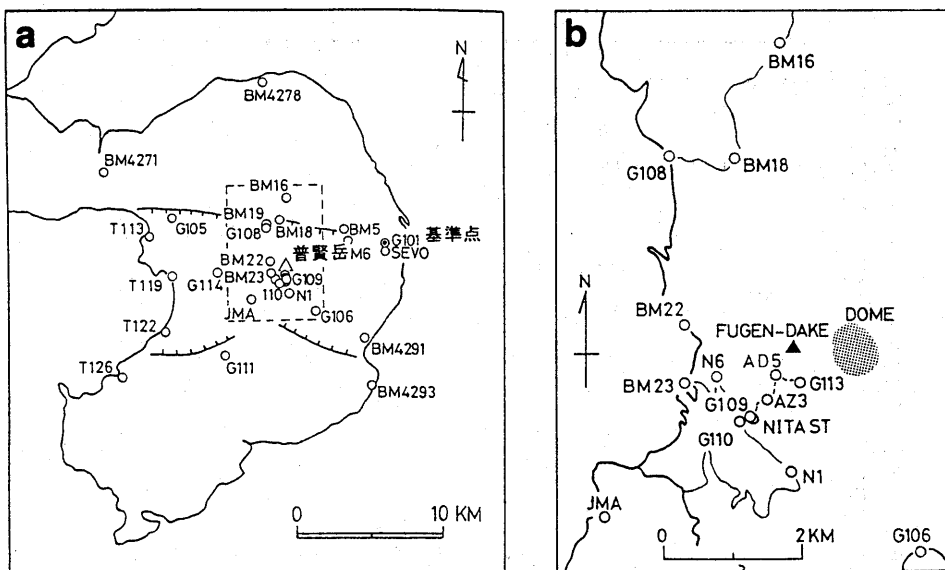 a
N
BM4278
BM4271
BM16
BM19
BM18
G108
BM5
M6
G101
基準点
SEVO
G105
T113
普賢岳
BM22
BM23
G109
G114
T119
110
N1
JMA
G106
T122
BM4291
G111
T126
BM4293
0 10 KM
b
BM16
G108
BM18
N
BM22
DOME
FUGEN-DAKE
N6
AD5
BM23
G113
G109
AZ3
NITA ST
G110
N1
JMA
0 2 KM
G106